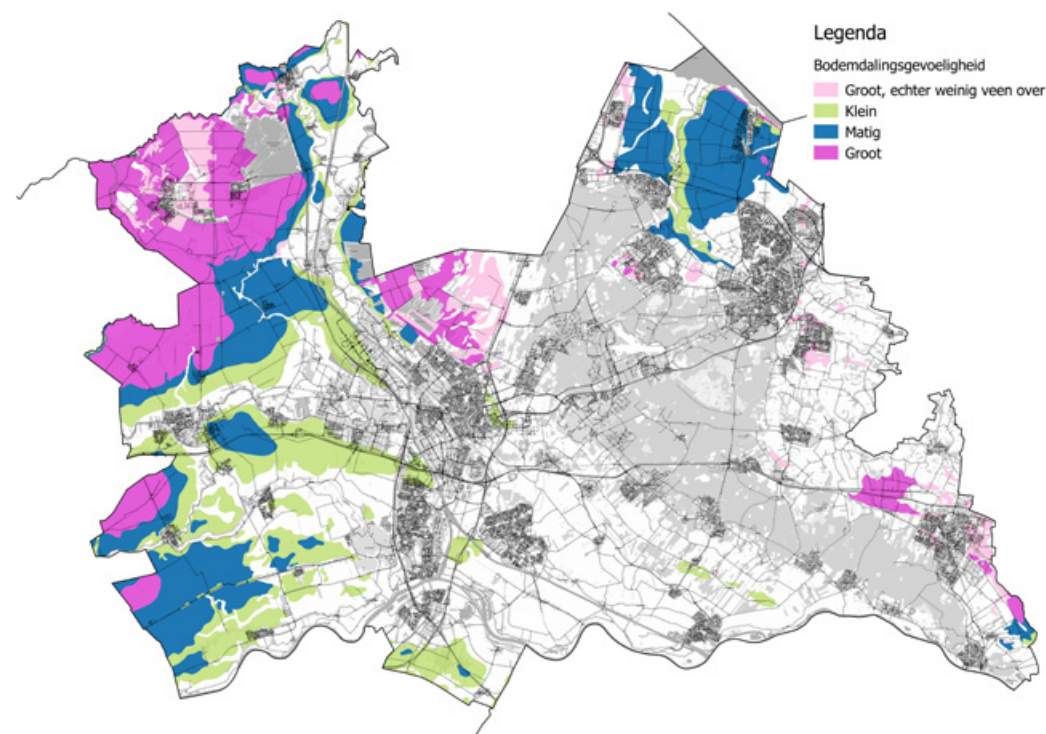 Legenda
Bodemdalingsgevoeligheid
Groot, echter weinig veen over
Klein
Matig
Groot